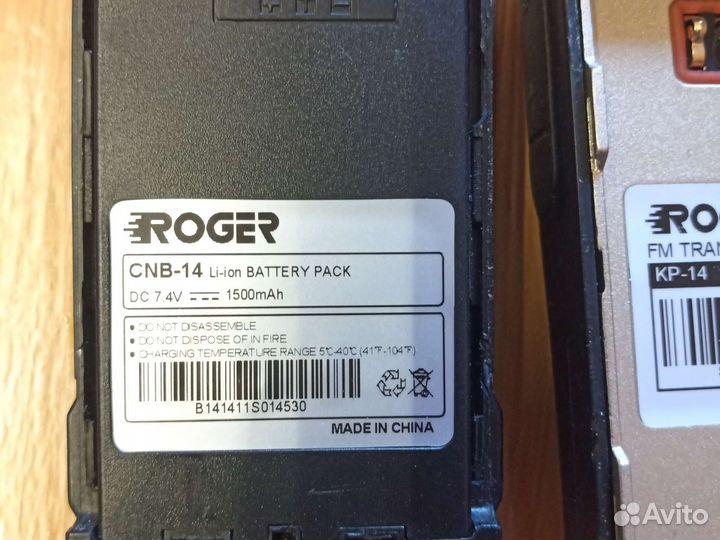 ROGER
CNB-14 Li-ion BATTERY PACK
DC 7.4V 1500mAh
• DO NOT DISASSEMBLE
• DO NOT DISPOSE OF IN FIRE
• CHARGING TEMPERATURE RANGE 5℃-40℃ (41℉-104℉)
B141411S014530
MADE IN CHINA
RO
FM TRAN
KP-14
Avito